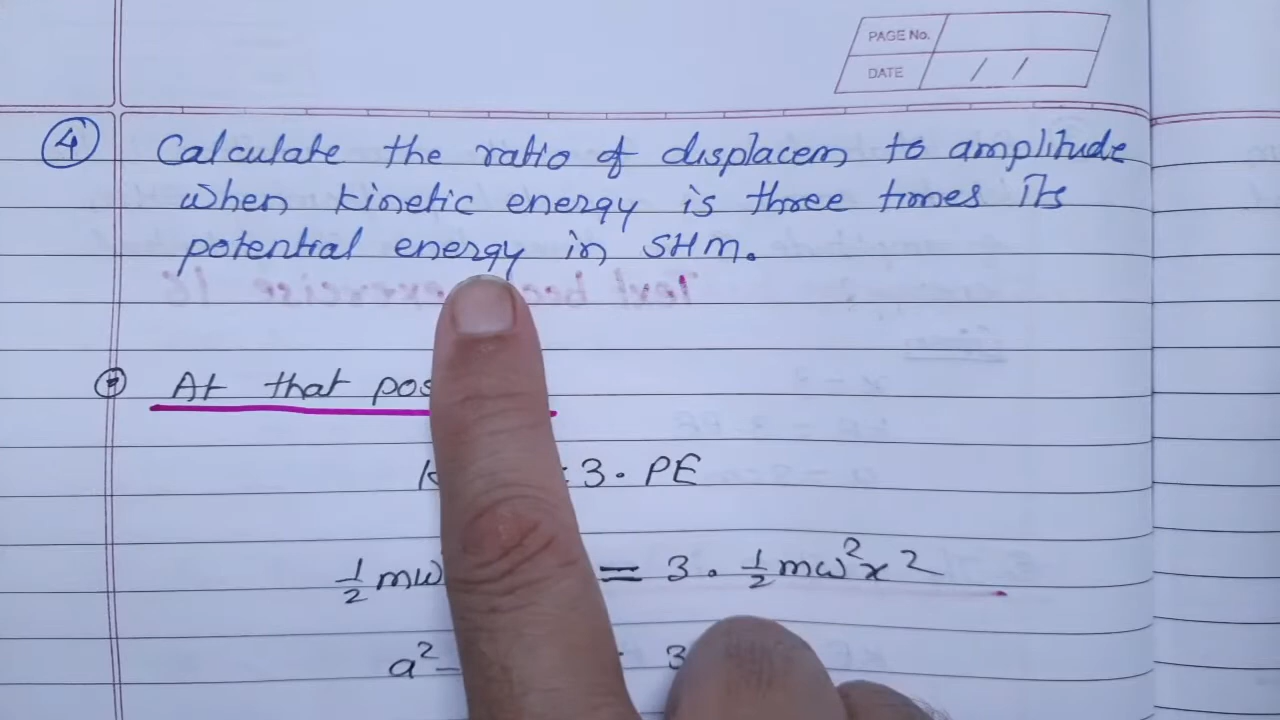 PAGE No.
DATE / /
④ Calculate the ratio of displacem to amplitude
when kinetic energy is three times its
potential energy in SHM.
At that pos
= 3 . PE
1/2 mω = 3 . 1/2 mω²x²
a² - 3